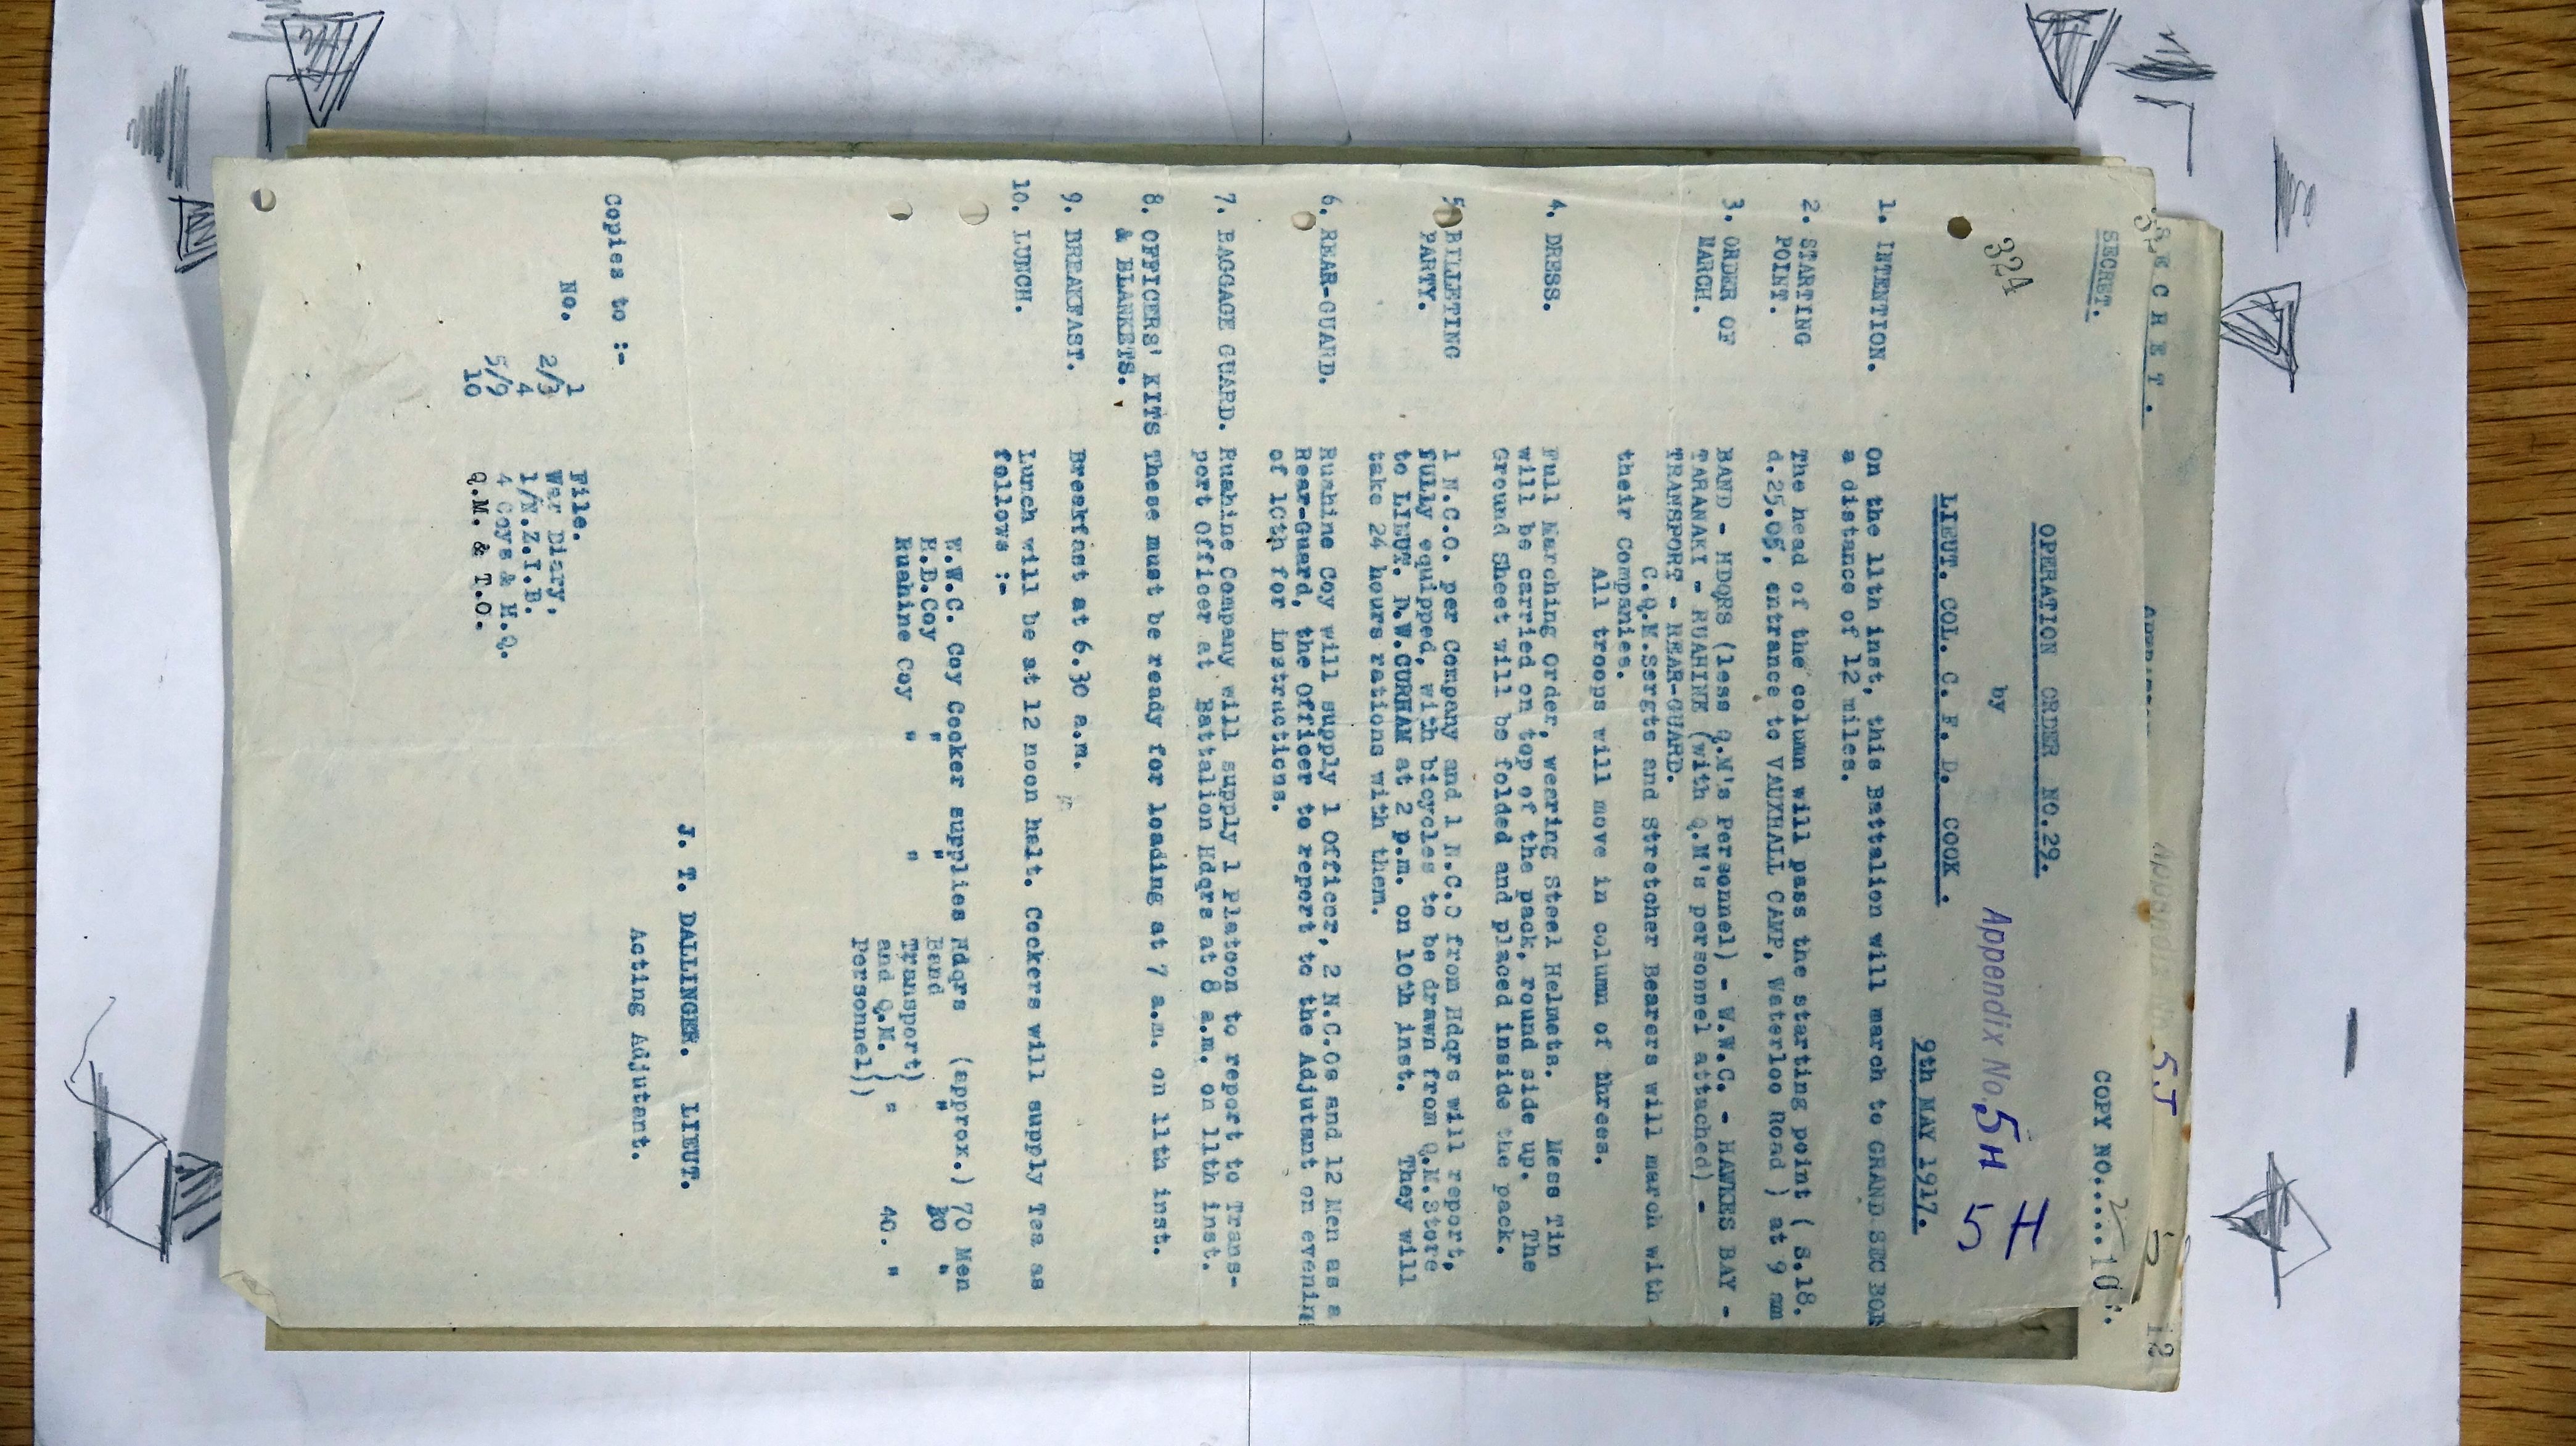 S E C R E T .
5J
12
SECRET.
COPY NO.....10.
324
OPERATION ORDER NO.29.
by
Appendix No. 5H
5H
LIEUT. COL. C. F. D. COOK .
9th MAY 1917.
1. INTENTION. On the 11th inst, this Battalion will march to GRAND SEC BOIS
a distance of 12 miles.
2. STARTING The head of the column will pass the starting point ( S.18.
POINT. d.25.05, entrance to VAUXHALL CAMP, Waterloo Road ) at 9 am
3. ORDER OF BAND - HDQRS (less Q.M's Personnel) - W.W.C. - HAWKES BAY -
MARCH. TARANAKI - RUAHINE (with Q.M's personnel attached) -
TRANSPORT - REAR-GUARD.
C.Q.M.Sergts and Stretcher Bearers will march with
their Companies.
All troops will move in column of threes.
4. DRESS. Full Marching Order, wearing Steel Helmets. Mess Tin
will be carried on top of the pack, round side up. The
Ground Sheet will be folded and placed inside the pack.
5. BILLETING 1 N.C.O. per Company and 1 N.C.O from Hdqrs will report,
PARTY. fully equipped, with bicycles to be drawn from Q.M.Store
to LIEUT. D.W.CURHAM at 2 p.m. on 10th inst. They will
take 24 hours rations with them.
6. REAR-GUARD. Ruahine Coy will supply 1 Officer, 2 N.C.Os and 12 Men as a
Rear-Guard, the Officer to report to the Adjutant on evening
of 10th for instructions.
7. BAGGAGE GUARD. Ruahine Company will supply 1 Platoon to report to Trans-
port Officer at Battalion Hdqrs at 8 a.m. on 11th inst.
8. OFFICERS' KITS These must be ready for loading at 7 a.m. on 11th inst.
& BLANKETS.
9. BREAKFAST. Breakfast at 6.30 a.m.
10. LUNCH. Lunch will be at 12 noon halt. Cookers will supply Tea as
follows :-
W.W.C. Coy Cooker supplies Hdqrs (approx.) 70 Men
H.B.Coy " " Band " 20 "
Ruahine Coy " " Transport)
and Q.M. ) " 40. "
Personnel))
J. T. DALLINGER. LIEUT.
Acting Adjutant.
Copies to :-
No. 1 File.
2/3 War Diary,
4 1/N.Z.I.B.
5/9 4 Coys & H.Q.
10 Q.M. & T.O.